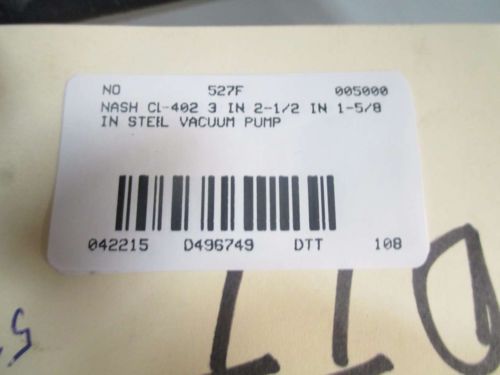 NO 527F 005000
NASH CL-402 3 IN 2-1/2 IN 1-5/8
IN STEEL VACUUM PUMP
042215 D496749 DTT 108